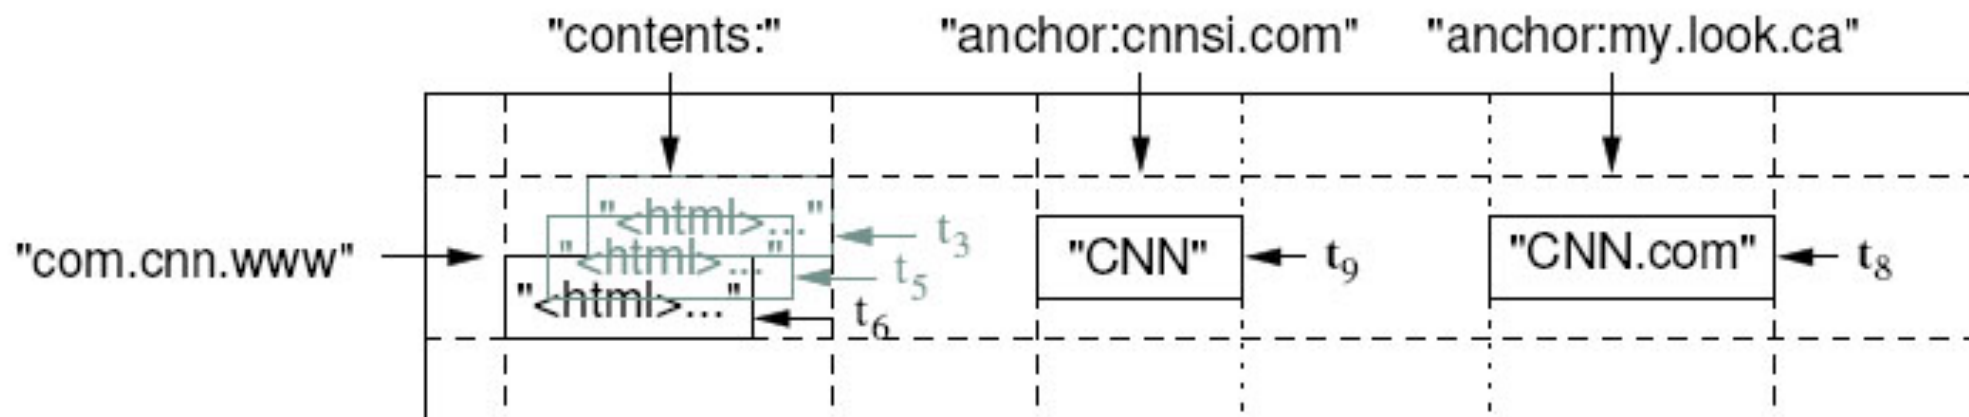 "contents:" "anchor:cnnsi.com" "anchor:my.look.ca"
"<html>..." t3
"com.cnn.www" "<html>..." t5 "CNN" t9 "CNN.com" t8
"<html>..." t6